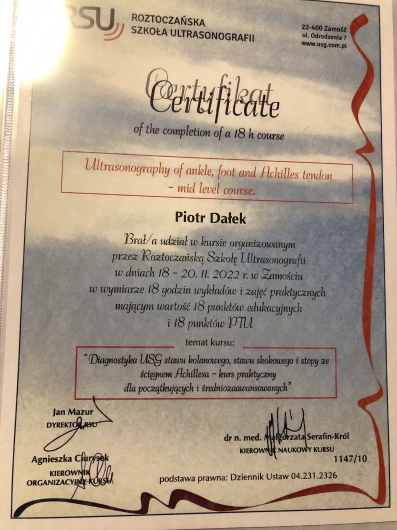 RSU ROZTOCZAŃSKA
SZKOŁA ULTRASONOGRAFII
22-400 Zamość
ul. Odrodzenia 7
www.usg.com.pl
Certyfikat
Certificate
of the completion of a 18 h course
Ultrasonography of ankle, foot and Achilles tendon
- mid level course.
Piotr Dałek
Brał/a udział w kursie organizowanym
przez Roztoczańską Szkołę Ultrasonografii
w dniach 18 – 20. 11. 2022 r. w Zamościu
w wymiarze 18 godzin wykładów i zajęć praktycznych
mającym wartość 18 punktów edukacyjnych
i 18 punktów PTU
temat kursu:
"Diagnostyka USG stawu kolanowego, stawu skokowego i stopy ze
ścięgnem Achillesa - kurs praktyczny
dla początkujących i średniozaawansowanych"
Jan Mazur
DYREKTOR RSU
dr n. med. Małgorzata Serafin-Król
KIEROWNIK NAUKOWY KURSU
Agnieszka Ciurysek
KIEROWNIK
ORGANIZACYJNY KURSU
1147/10
podstawa prawna: Dziennik Ustaw 04.231.2326